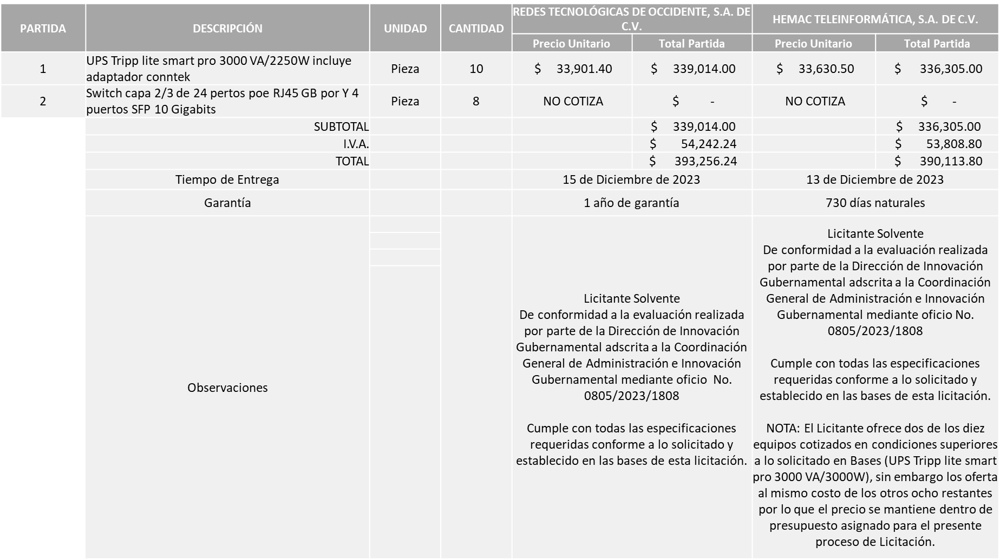 PARTIDA
DESCRIPCIÓN
UNIDAD
CANTIDAD
REDES TECNOLÓGICAS DE OCCIDENTE, S.A. DE
C.V.
HEMAC TELEINFORMÁTICA, S.A. DE C.V.
Precio Unitario
Total Partida
Precio Unitario
Total Partida
1
UPS Tripp lite smart pro 3000 VA/2250W incluye
adaptador conntek
Pieza
10
$ 33,901.40
$ 339,014.00
$ 33,630.50
$ 336,305.00
2
Switch capa 2/3 de 24 pertos poe RJ45 GB por Y 4
puertos SFP 10 Gigabits
Pieza
8
NO COTIZA
$ -
NO COTIZA
$ -
SUBTOTAL
$ 339,014.00
$ 336,305.00
I.V.A.
$ 54,242.24
$ 53,808.80
TOTAL
$ 393,256.24
$ 390,113.80
Tiempo de Entrega
15 de Diciembre de 2023
13 de Diciembre de 2023
Garantía
1 año de garantía
730 días naturales
Observaciones
Licitante Solvente
De conformidad a la evaluación realizada
por parte de la Dirección de Innovación
Gubernamental adscrita a la Coordinación
General de Administración e Innovación
Gubernamental mediante oficio No.
0805/2023/1808
Cumple con todas las especificaciones
requeridas conforme a lo solicitado y
establecido en las bases de esta licitación.
Licitante Solvente
De conformidad a la evaluación realizada
por parte de la Dirección de Innovación
Gubernamental adscrita a la Coordinación
General de Administración e Innovación
Gubernamental mediante oficio No.
0805/2023/1808
Cumple con todas las especificaciones
requeridas conforme a lo solicitado y
establecido en las bases de esta licitación.
NOTA: El Licitante ofrece dos de los diez
equipos cotizados en condiciones superiores
a lo solicitado en Bases (UPS Tripp lite smart
pro 3000 VA/3000W), sin embargo los oferta
al mismo costo de los otros ocho restantes
por lo que el precio se mantiene dentro de
presupuesto asignado para el presente
proceso de Licitación.